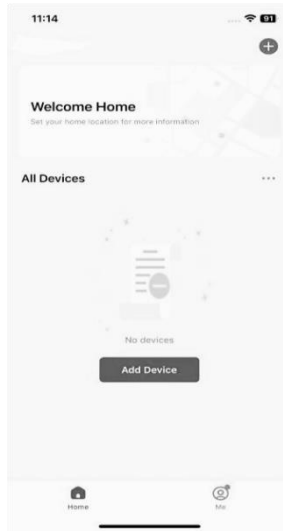 11:14
91
Welcome Home
Set your home location for more information
All Devices
No devices
Add Device
Home
Me